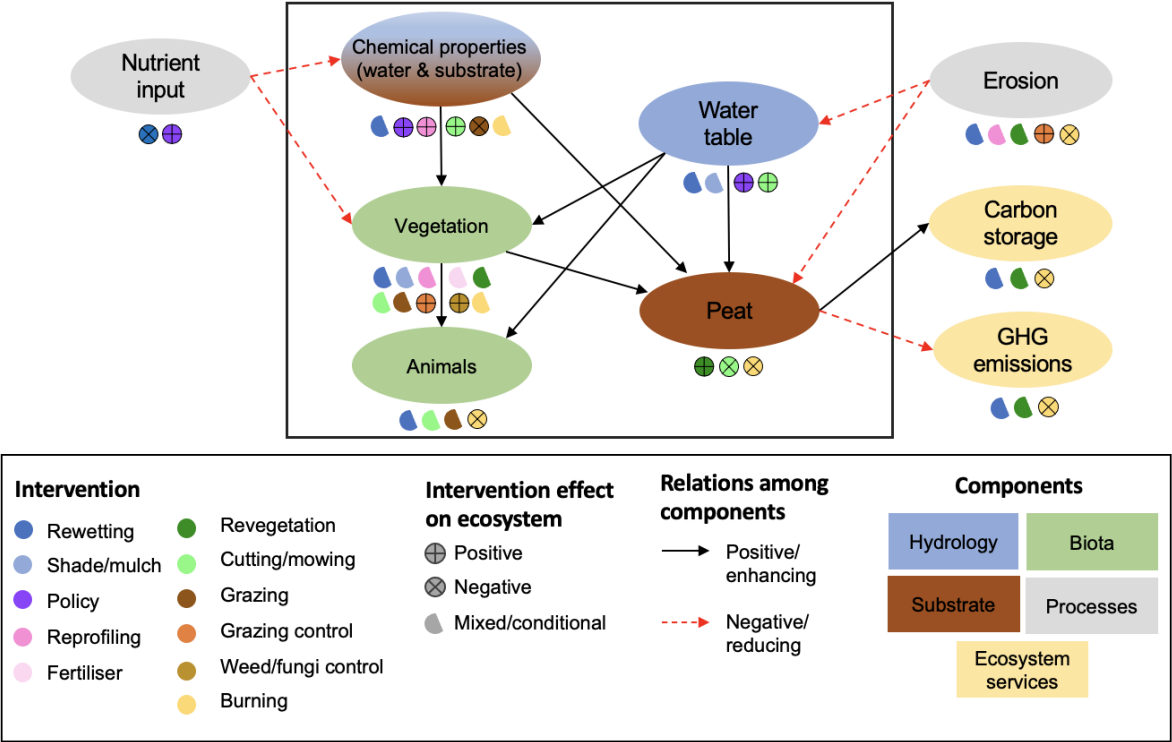 Nutrient
input
Chemical properties
(water & substrate)
Water
table
Erosion
Vegetation
Carbon
storage
Peat
Animals
GHG
emissions
Intervention
Rewetting
Shade/mulch
Policy
Reprofiling
Fertiliser
Revegetation
Cutting/mowing
Grazing
Grazing control
Weed/fungi control
Burning
Intervention effect
on ecosystem
Positive
Negative
Mixed/conditional
Relations among
components
Positive/
enhancing
Negative/
reducing
Components
Hydrology
Biota
Substrate
Processes
Ecosystem
services